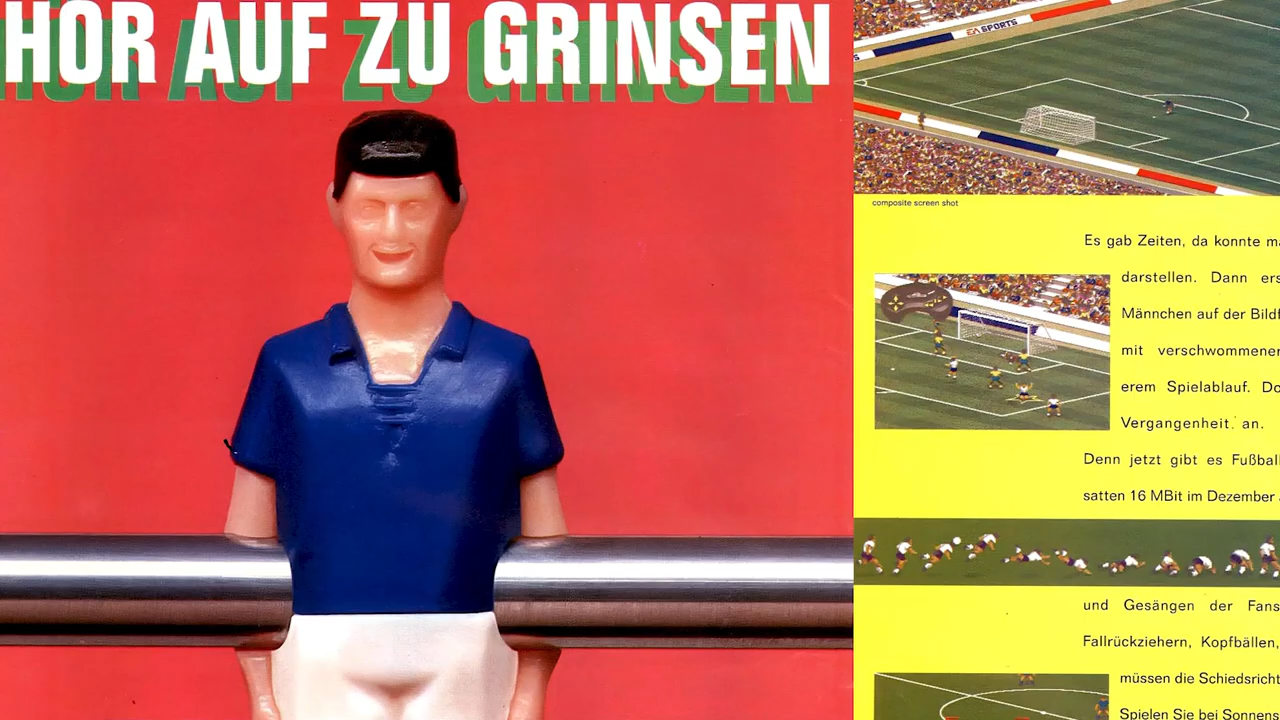 HÖR AUF ZU GRINSEN
EA SPORTS
composite screen shot
Es gab Zeiten, da konnte
darstellen. Dann
Männchen auf der
mit verschwommener
erem Spielablauf.
Vergangenheit. an.
Denn jetzt gibt es
satten 16 MBit im Dezember
und Gesängen der Fans
Fallrückziehern, Kopfbällen,
müssen die
Spielen Sie bei